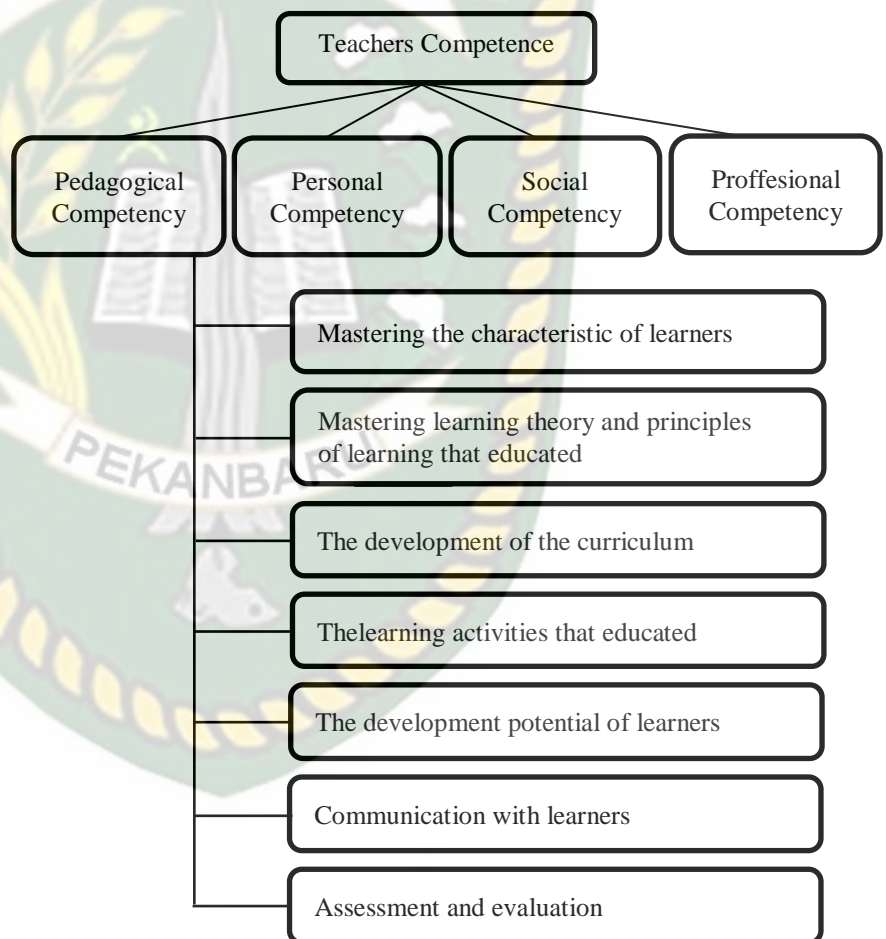 Teachers Competence
Pedagogical
Competency
Personal
Competency
Social
Competency
Proffesional
Competency
Mastering the characteristic of learners
Mastering learning theory and principles
of learning that educated
PEKANBARU
The development of the curriculum
Thelearning activities that educated
The development potential of learners
Communication with learners
Assessment and evaluation